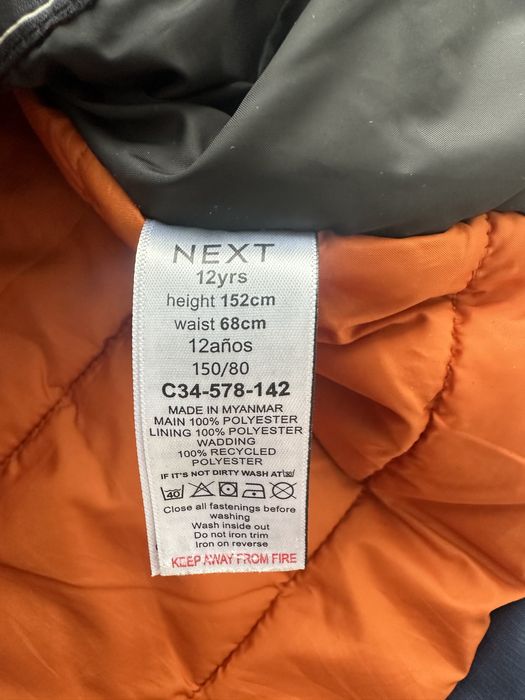 NEXT
12yrs
height 152cm
waist 68cm
12años
150/80
C34-578-142
MADE IN MYANMAR
MAIN 100% POLYESTER
LINING 100% POLYESTER
WADDING
100% RECYCLED
POLYESTER
IF IT'S NOT DIRTY WASH AT 30
40
Close all fastenings before
washing
Wash inside out
Do not iron trim
Iron on reverse
KEEP AWAY FROM FIRE